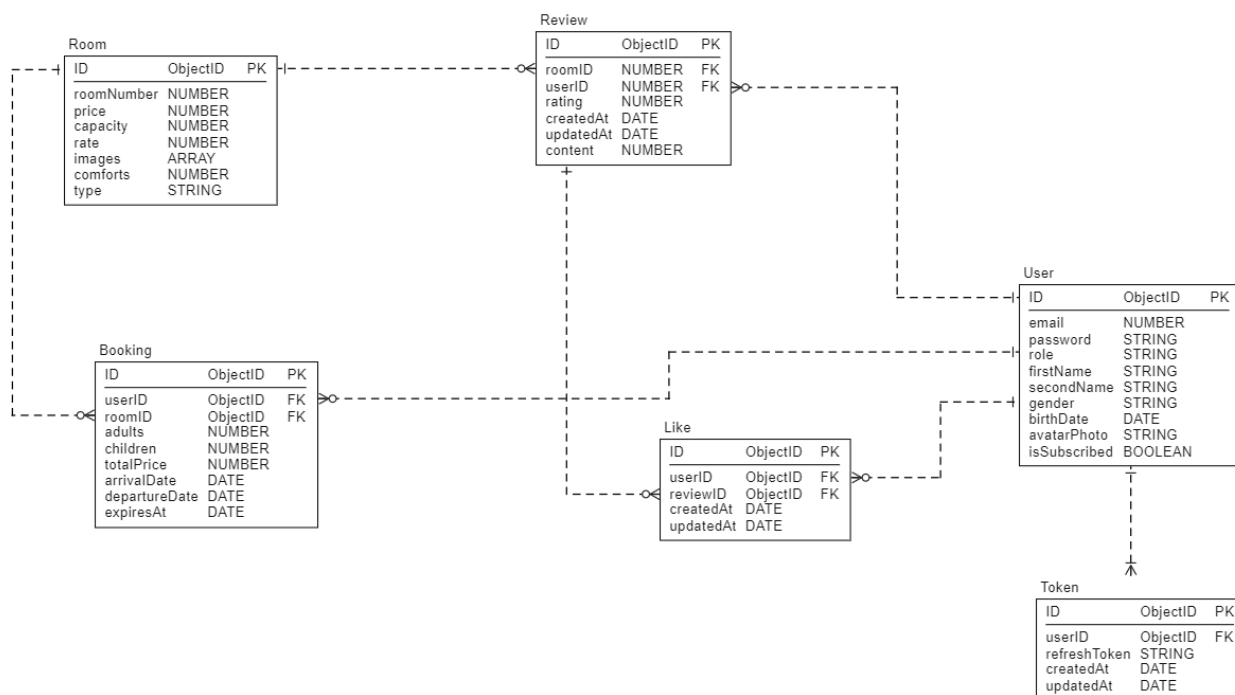 Room
ID ObjectID PK
roomNumber NUMBER
price NUMBER
capacity NUMBER
rate NUMBER
images ARRAY
comforts NUMBER
type STRING
Review
ID ObjectID PK
roomID NUMBER FK
userID NUMBER FK
rating NUMBER
createdAt DATE
updatedAt DATE
content NUMBER
User
ID ObjectID PK
email NUMBER
password STRING
role STRING
firstName STRING
secondName STRING
gender STRING
birthDate DATE
avatarPhoto STRING
isSubscribed BOOLEAN
Booking
ID ObjectID PK
userID ObjectID FK
roomID ObjectID FK
adults NUMBER
children NUMBER
totalPrice NUMBER
arrivalDate DATE
departureDate DATE
expiresAt DATE
Like
ID ObjectID PK
userID ObjectID FK
reviewID ObjectID FK
createdAt DATE
updatedAt DATE
Token
ID ObjectID PK
userID ObjectID FK
refreshToken STRING
createdAt DATE
updatedAt DATE